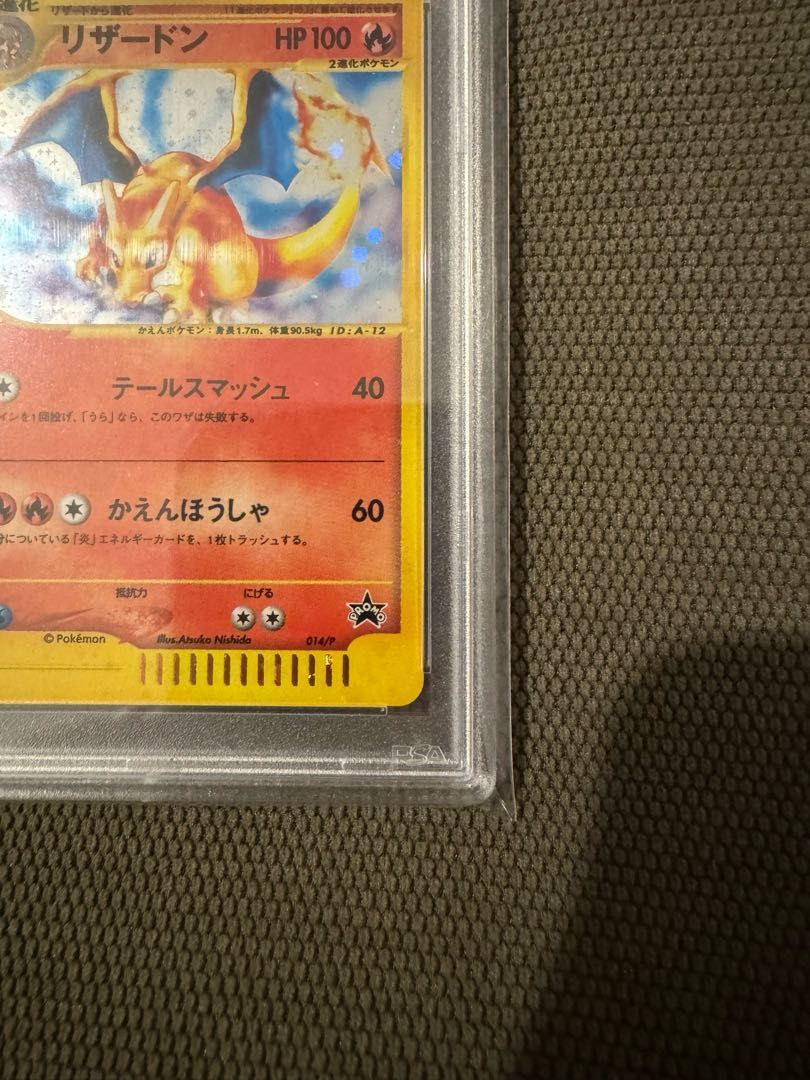 進化 リザードから進化
リザードン HP100
2進化ポケモン
かえんポケモン：身長1.7m、体重90.5kg ID:A-12
テールスマッシュ 40
インを1回投げ、「うら」なら、このワザは失敗する。
かえんほうしゃ 60
についている「炎」エネルギーカードを、1枚トラッシュする。
抵抗力 にげる
PROMO
©Pokémon Illus.Atsuko Nishida 014/P
PSA